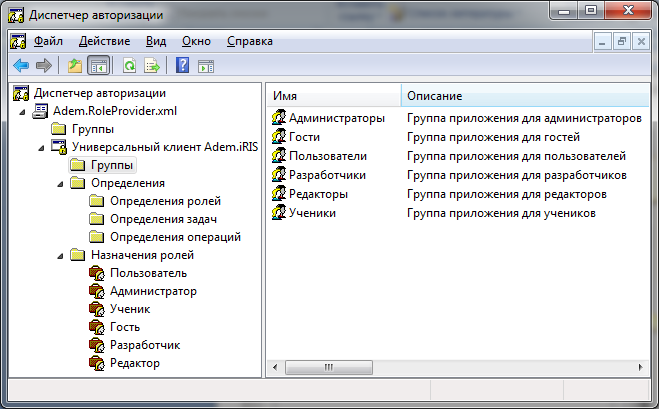 Диспетчер авторизации
Файл Действие Вид Окно Справка
Диспетчер авторизации
Adem.RoleProvider.xml
Группы
Универсальный клиент Adem.iRIS
Группы
Определения
Определения ролей
Определения задач
Определения операций
Назначения ролей
Пользователь
Администратор
Ученик
Гость
Разработчик
Редактор
Имя Описание
Администраторы Группа приложения для администраторов
Гости Группа приложения для гостей
Пользователи Группа приложения для пользователей
Разработчики Группа приложения для разработчиков
Редакторы Группа приложения для редакторов
Ученики Группа приложения для учеников